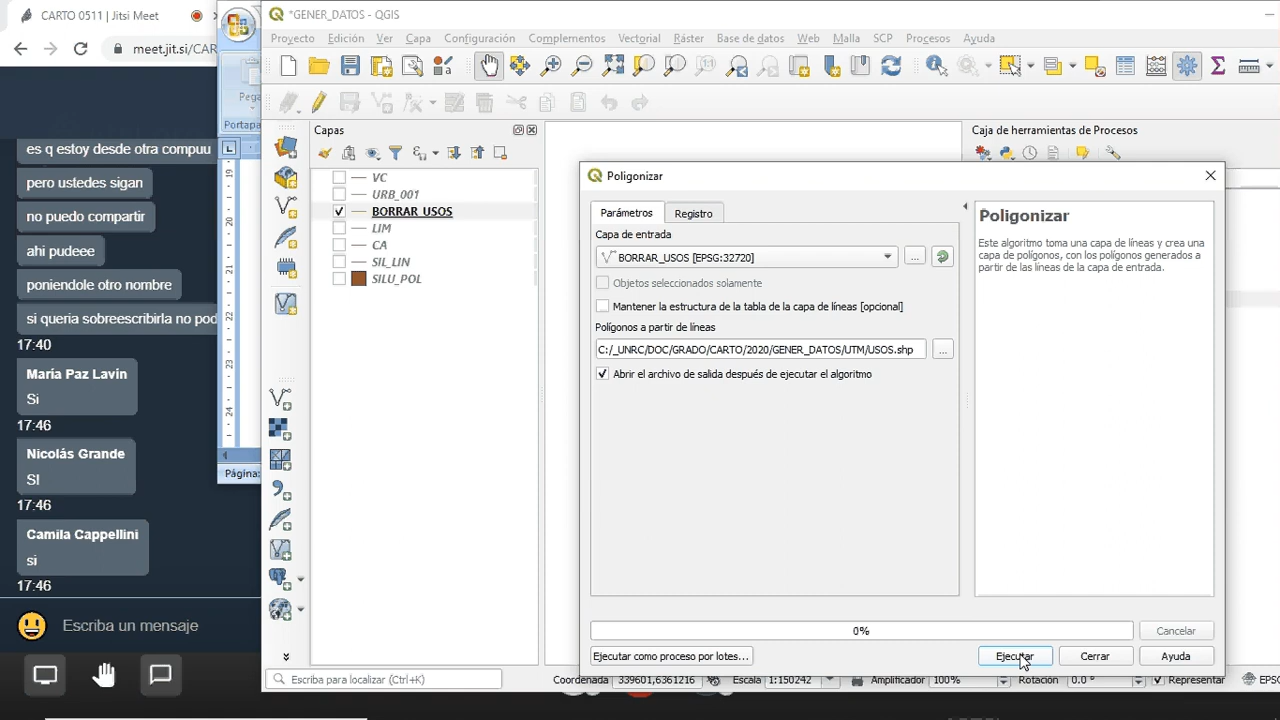 CARTO 0511 | Jitsi Meet
meet.jit.si/CAR
es q estoy desde otra compuu
pero ustedes sigan
no puedo compartir
ahi pudeee
poniendole otro nombre
si queria sobreescribirla no pod
17:40
María Paz Lavín
Si
17:46
Nicolás Grande
SI
17:46
Camila Cappellini
si
17:46
Escriba un mensaje
Pega
Portapa
L
19
20
21
22
23
24
Página:
*GENER_DATOS - QGIS
Proyecto Edición Ver Capa Configuración Complementos Vectorial Ráster Base de datos Web Malla SCP Procesos Ayuda
Capas
VC
URB_001
BORRAR_USOS
LIM
CA
SIL_LIN
SILU_POL
Caja de herramientas de Procesos
Poligonizar
Parámetros Registro
Capa de entrada
BORRAR_USOS [EPSG:32720]
...
Objetos seleccionados solamente
Mantener la estructura de la tabla de la capa de líneas [opcional]
Polígonos a partir de líneas
C:/_UNRC/DOC/GRADO/CARTO/2020/GENER_DATOS/UTM/USOS.shp
...
Abrir el archivo de salida después de ejecutar el algoritmo
Poligonizar
Este algoritmo toma una capa de líneas y crea una
capa de polígonos, con los polígonos generados a
partir de las líneas de la capa de entrada.
0%
Cancelar
Ejecutar como proceso por lotes...
Ejecutar
Cerrar
Ayuda
Escriba para localizar (Ctrl+K)
Coordenada 339601,6361216 Escala 1:150242 Amplificador 100% Rotación 0.0 ° Representar EPSG